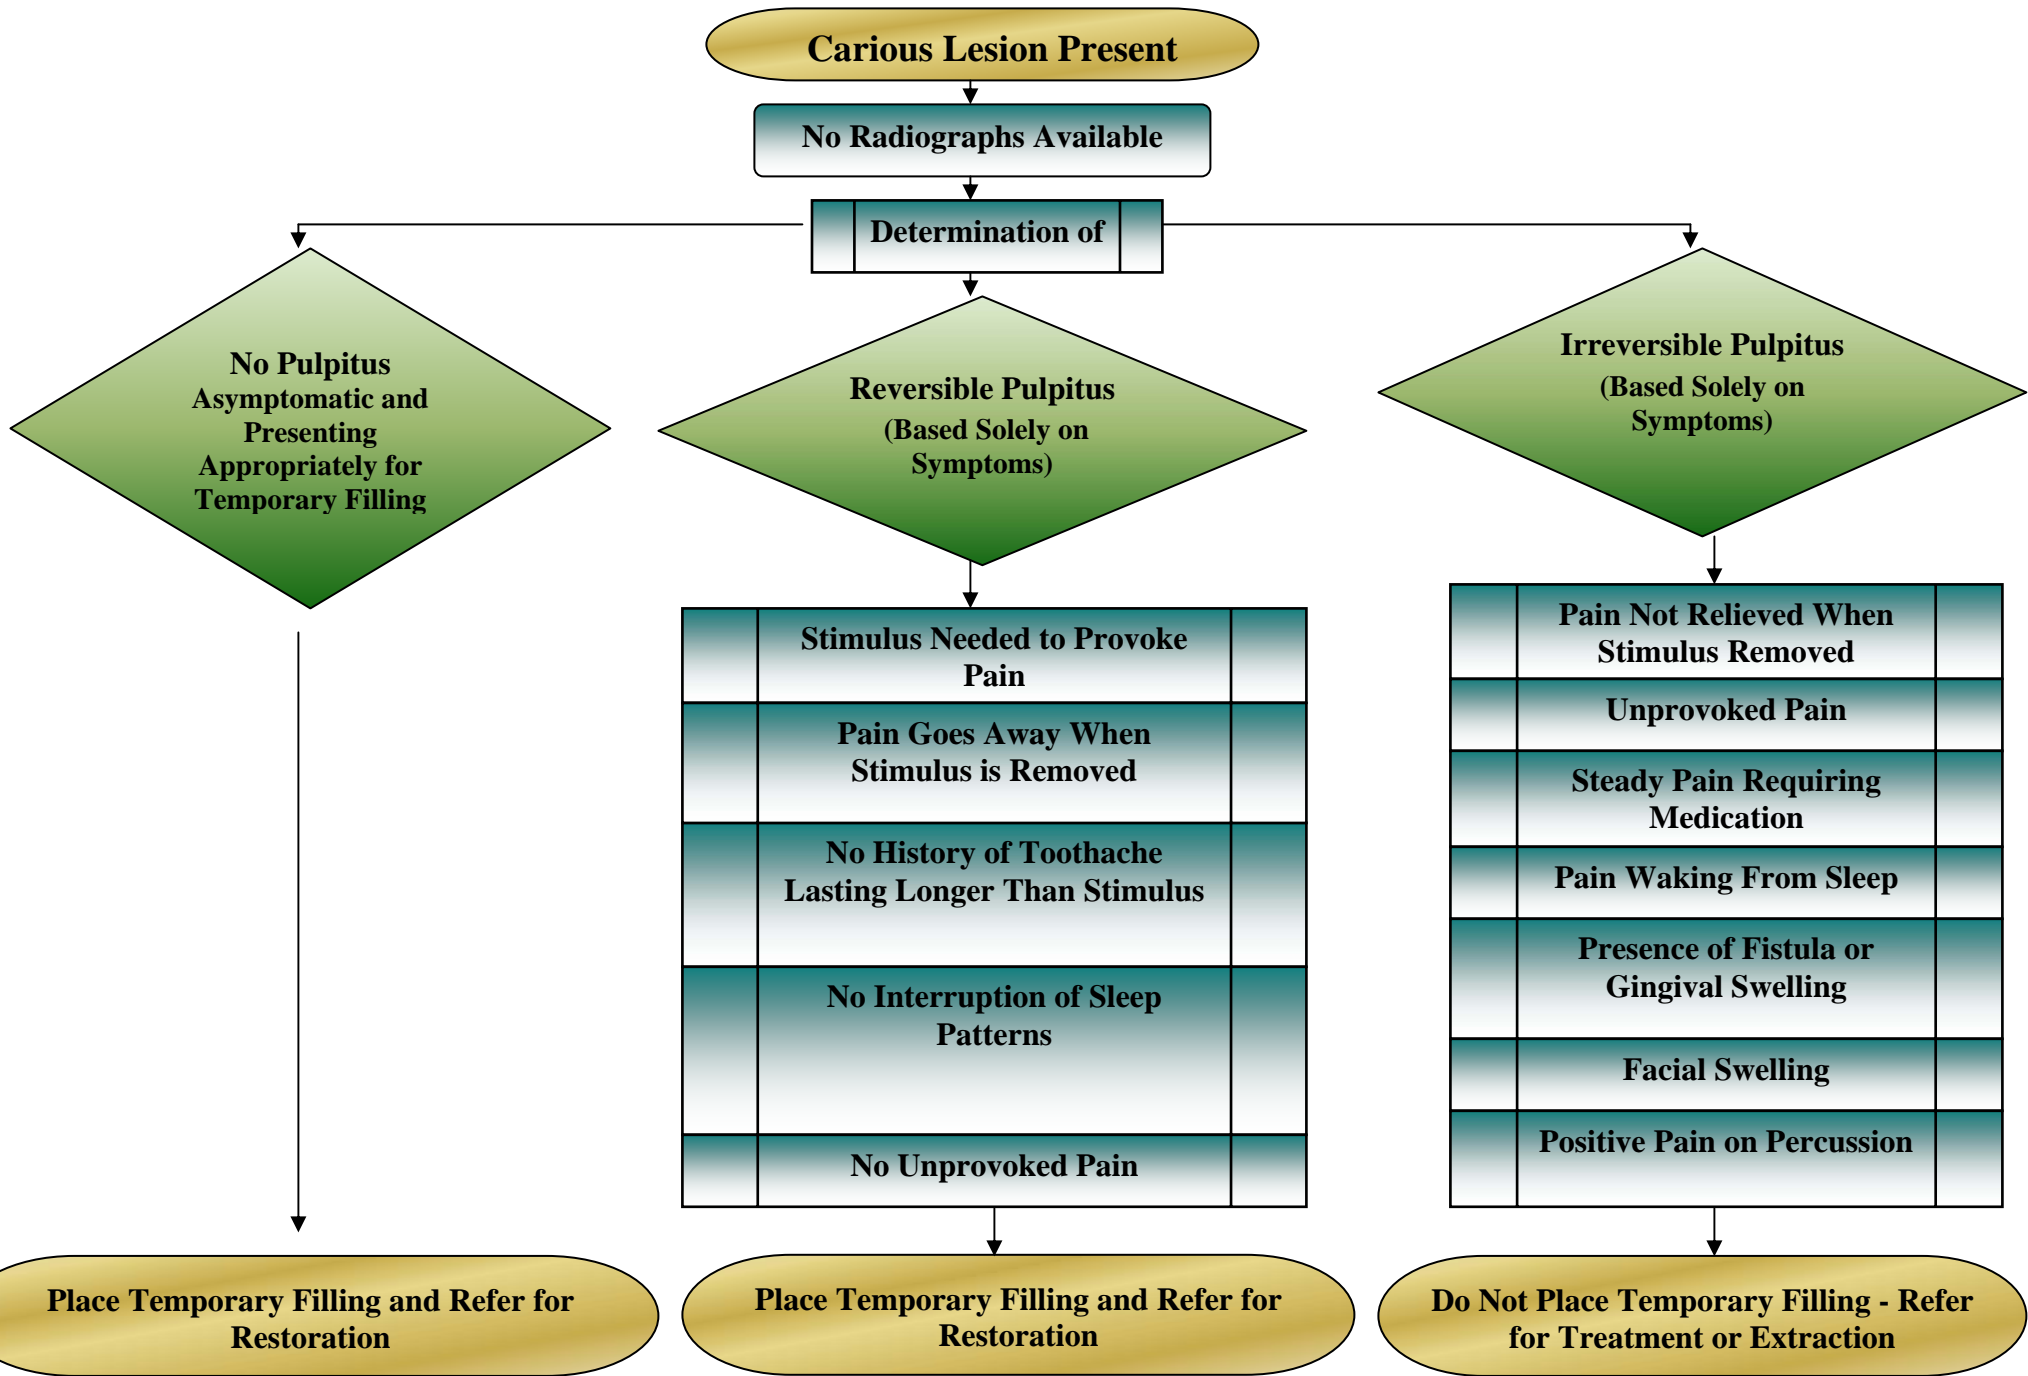 Carious Lesion Present
No Radiographs Available
Determination of
No Pulpitus
Asymptomatic and
Presenting
Appropriately for
Temporary Filling
Reversible Pulpitus
(Based Solely on
Symptoms)
Irreversible Pulpitus
(Based Solely on
Symptoms)
Stimulus Needed to Provoke
Pain
Pain Goes Away When
Stimulus is Removed
No History of Toothache
Lasting Longer Than Stimulus
No Interruption of Sleep
Patterns
No Unprovoked Pain
Pain Not Relieved When
Stimulus Removed
Unprovoked Pain
Steady Pain Requiring
Medication
Pain Waking From Sleep
Presence of Fistula or
Gingival Swelling
Facial Swelling
Positive Pain on Percussion
Place Temporary Filling and Refer for
Restoration
Place Temporary Filling and Refer for
Restoration
Do Not Place Temporary Filling - Refer
for Treatment or Extraction